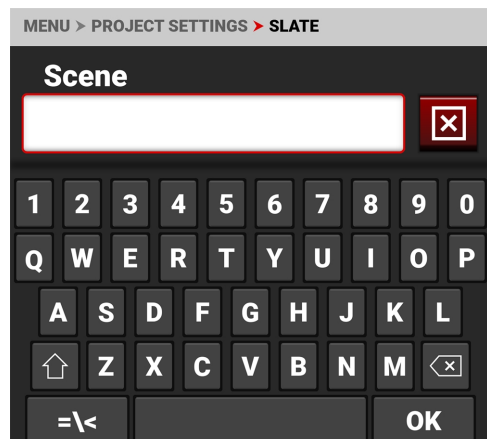 MENU > PROJECT SETTINGS > SLATE
Scene
1 2 3 4 5 6 7 8 9 0
Q W E R T Y U I O P
A S D F G H J K L
Z X C V B N M
=\< OK